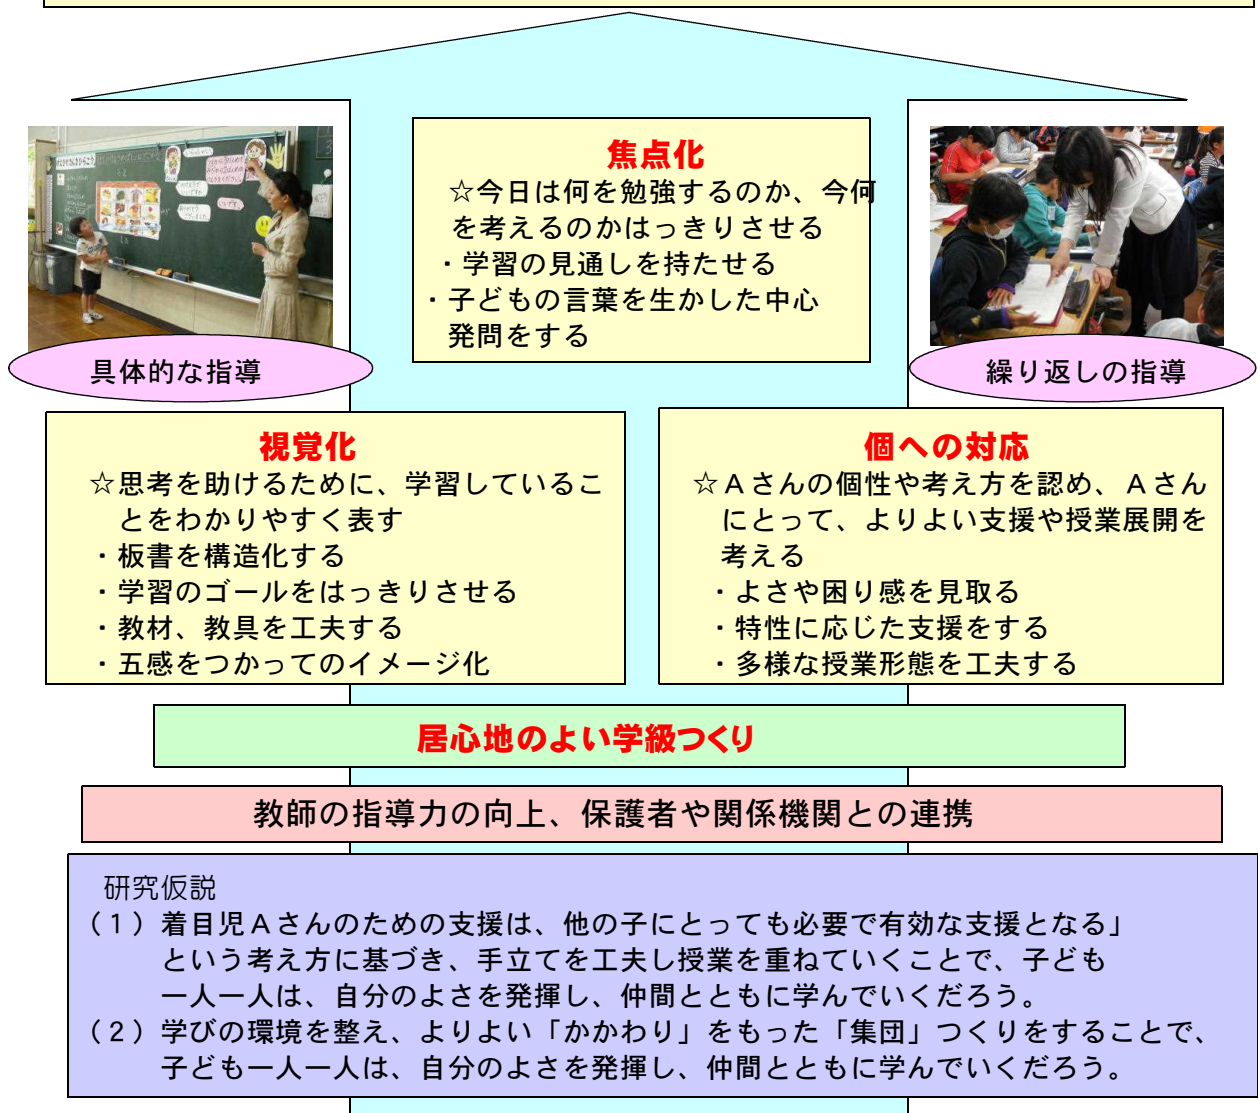 焦点化
☆今日は何を勉強するのか、今何
を考えるのかはっきりさせる
・学習の見通しを持たせる
・子どもの言葉を生かした中心
発問をする
具体的な指導
繰り返しの指導
視覚化
☆思考を助けるために、学習しているこ
とをわかりやすく表す
・板書を構造化する
・学習のゴールをはっきりさせる
・教材、教具を工夫する
・五感をつかってのイメージ化
個への対応
☆Ａさんの個性や考え方を認め、Ａさん
にとって、よりよい支援や授業展開を
考える
・よさや困り感を見取る
・特性に応じた支援をする
・多様な授業形態を工夫する
居心地のよい学級つくり
教師の指導力の向上、保護者や関係機関との連携
研究仮説
（１）着目児Ａさんのための支援は、他の子にとっても必要で有効な支援となる」
という考え方に基づき、手立てを工夫し授業を重ねていくことで、子ども
一人一人は、自分のよさを発揮し、仲間とともに学んでいくだろう。
（２）学びの環境を整え、よりよい「かかわり」をもった「集団」つくりをすることで、
子ども一人一人は、自分のよさを発揮し、仲間とともに学んでいくだろう。